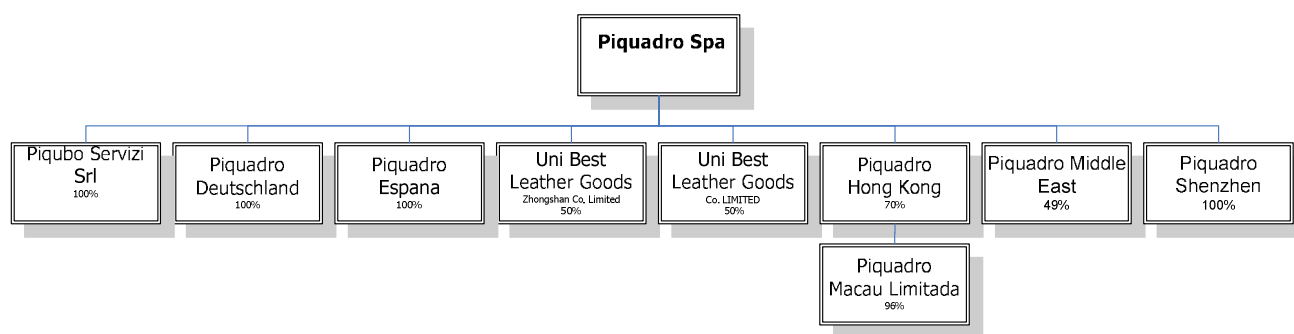 Piquadro Spa
Piqubo Servizi
Srl
100%
Piquadro
Deutschland
100%
Piquadro
Espana
100%
Uni Best
Leather Goods
Zhongshan Co. Limited
50%
Uni Best
Leather Goods
Co. LIMITED
50%
Piquadro
Hong Kong
70%
Piquadro Middle
East
49%
Piquadro
Shenzhen
100%
Piquadro
Macau Limitada
96%